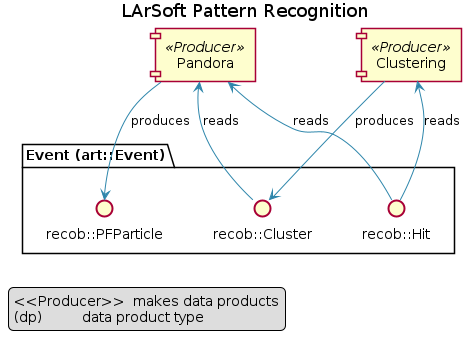 LArSoft Pattern Recognition
«Producer»
Pandora
«Producer»
Clustering
produces
reads
produces
reads
reads
Event (art::Event)
recob::PFParticle
recob::Cluster
recob::Hit
<<Producer>> makes data products
(dp) data product type